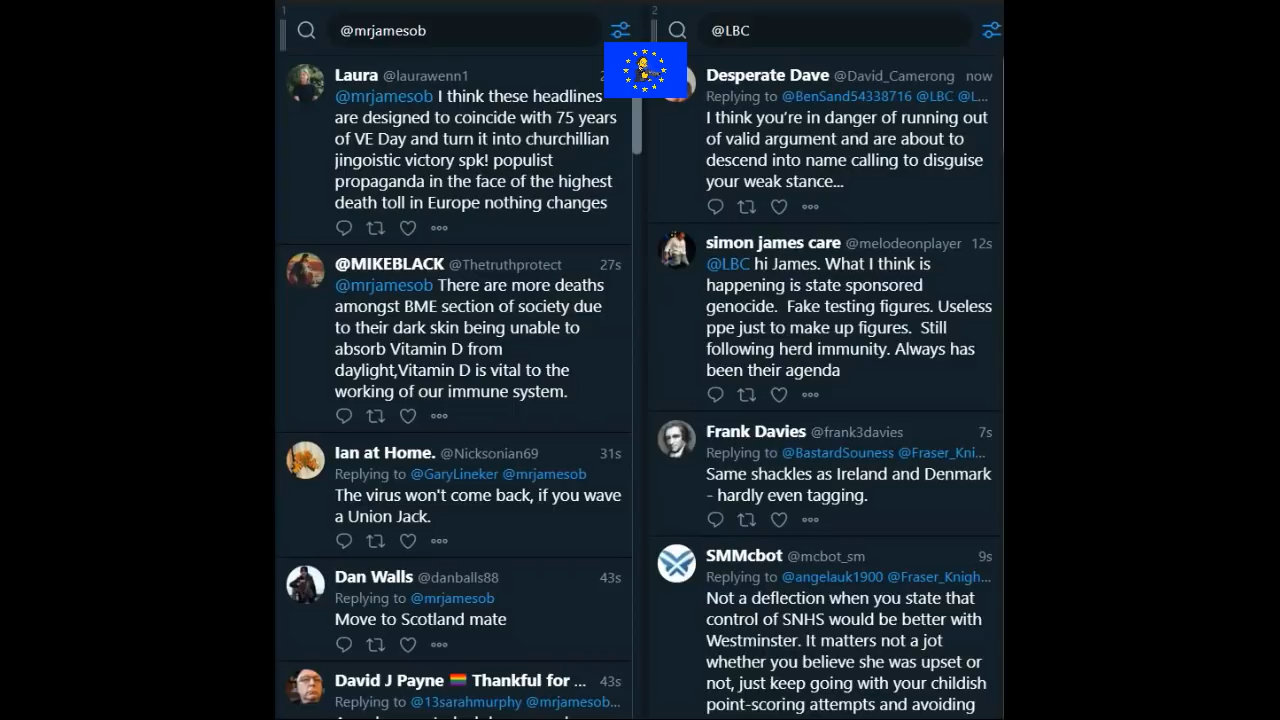 1
@mrjamesob
Laura @laurawenn1
@mrjamesob I think these headlines
are designed to coincide with 75 years
of VE Day and turn it into churchillian
jingoistic victory spk! populist
propaganda in the face of the highest
death toll in Europe nothing changes
@MIKEBLACK @Thetruthprotect 27s
@mrjamesob There are more deaths
amongst BME section of society due
to their dark skin being unable to
absorb Vitamin D from
daylight,Vitamin D is vital to the
working of our immune system.
Ian at Home. @Nicksonian69 31s
Replying to @GaryLineker @mrjamesob
The virus won't come back, if you wave
a Union Jack.
Dan Walls @danballs88 43s
Replying to @mrjamesob
Move to Scotland mate
David J Payne Thankful for ... 43s
Replying to @13sarahmurphy @mrjamesob...
2
@LBC
Desperate Dave @David_Camerong now
Replying to @BenSand54338716 @LBC @L...
I think you're in danger of running out
of valid argument and are about to
descend into name calling to disguise
your weak stance...
simon james care @melodeonplayer 12s
@LBC hi James. What I think is
happening is state sponsored
genocide. Fake testing figures. Useless
ppe just to make up figures. Still
following herd immunity. Always has
been their agenda
Frank Davies @frank3davies 7s
Replying to @BastardSouness @Fraser_Kni...
Same shackles as Ireland and Denmark
- hardly even tagging.
SMMcbot @mcbot_sm 9s
Replying to @angelauk1900 @Fraser_Knigh...
Not a deflection when you state that
control of SNHS would be better with
Westminster. It matters not a jot
whether you believe she was upset or
not, just keep going with your childish
point-scoring attempts and avoiding